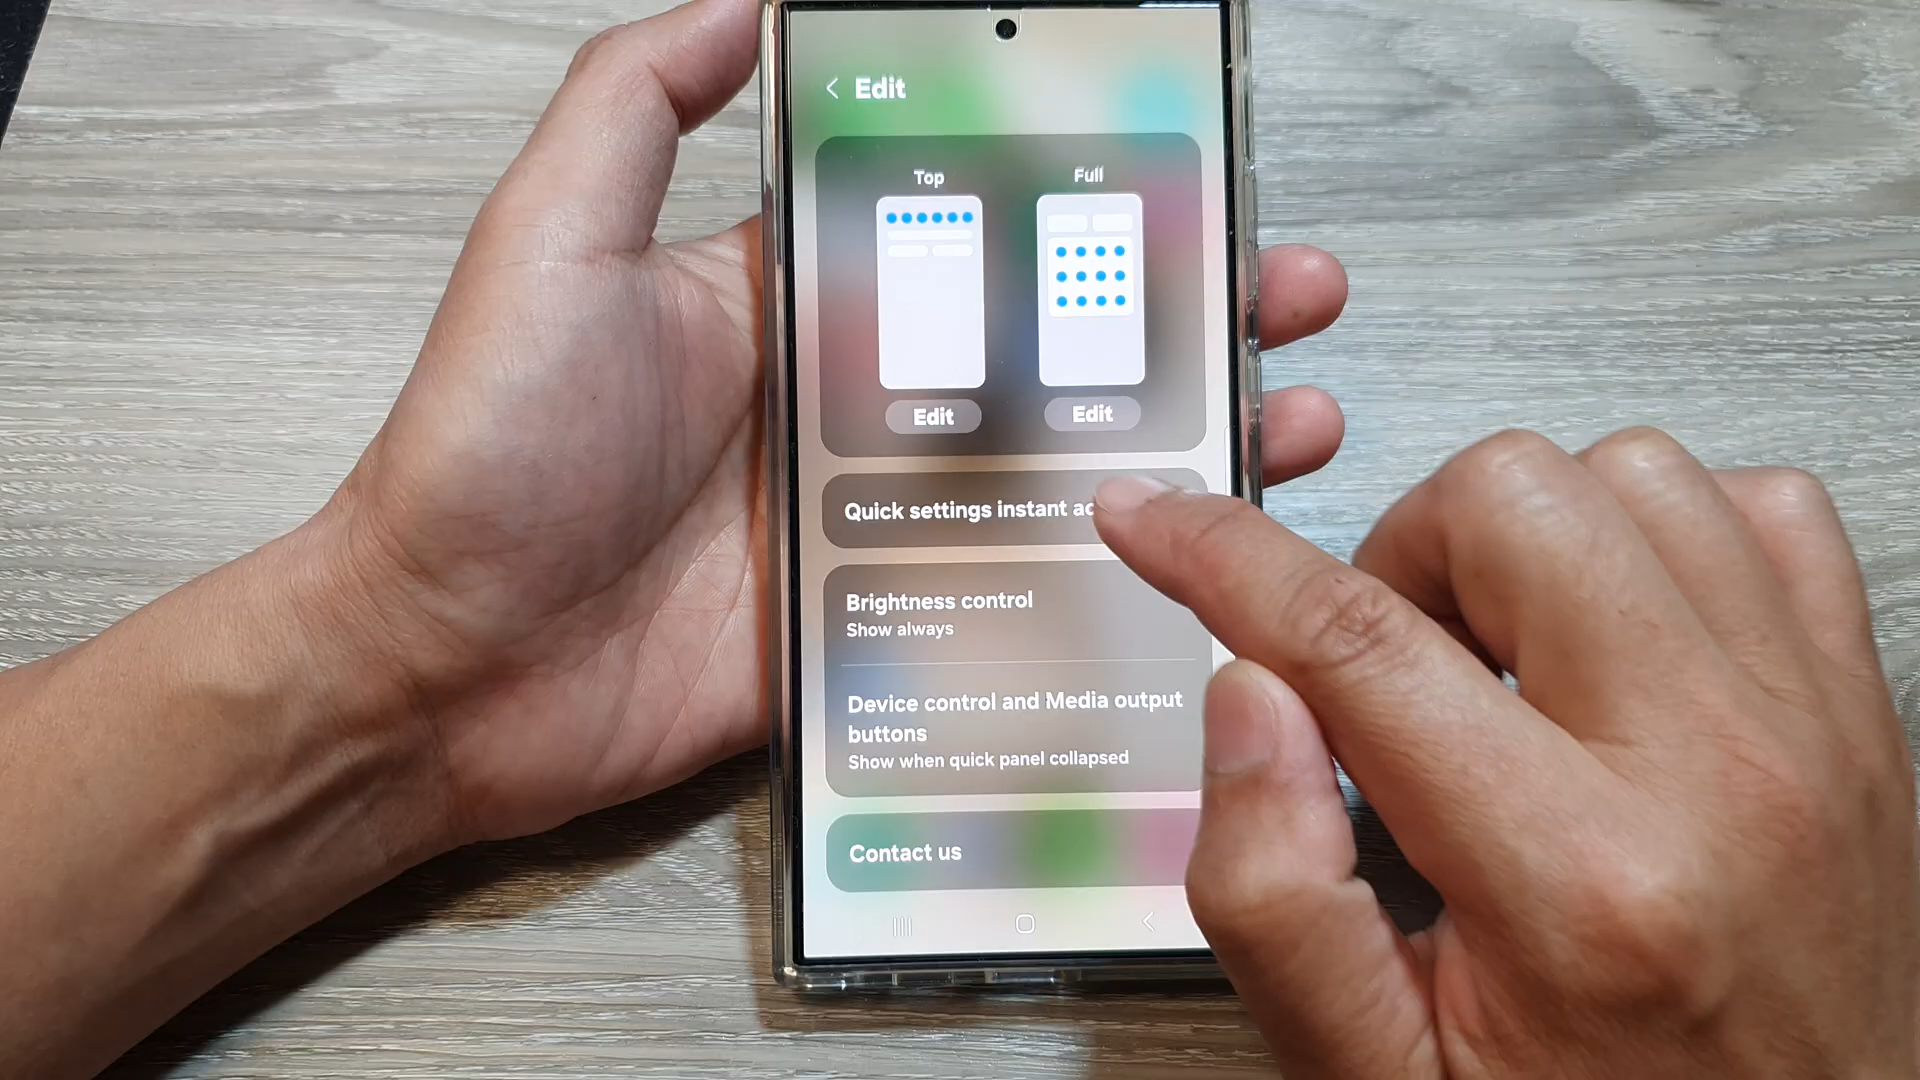 Edit
Top
Full
Edit
Edit
Quick settings instant
Brightness control
Show always
Device control and Media output
buttons
Show when quick panel collapsed
Contact us